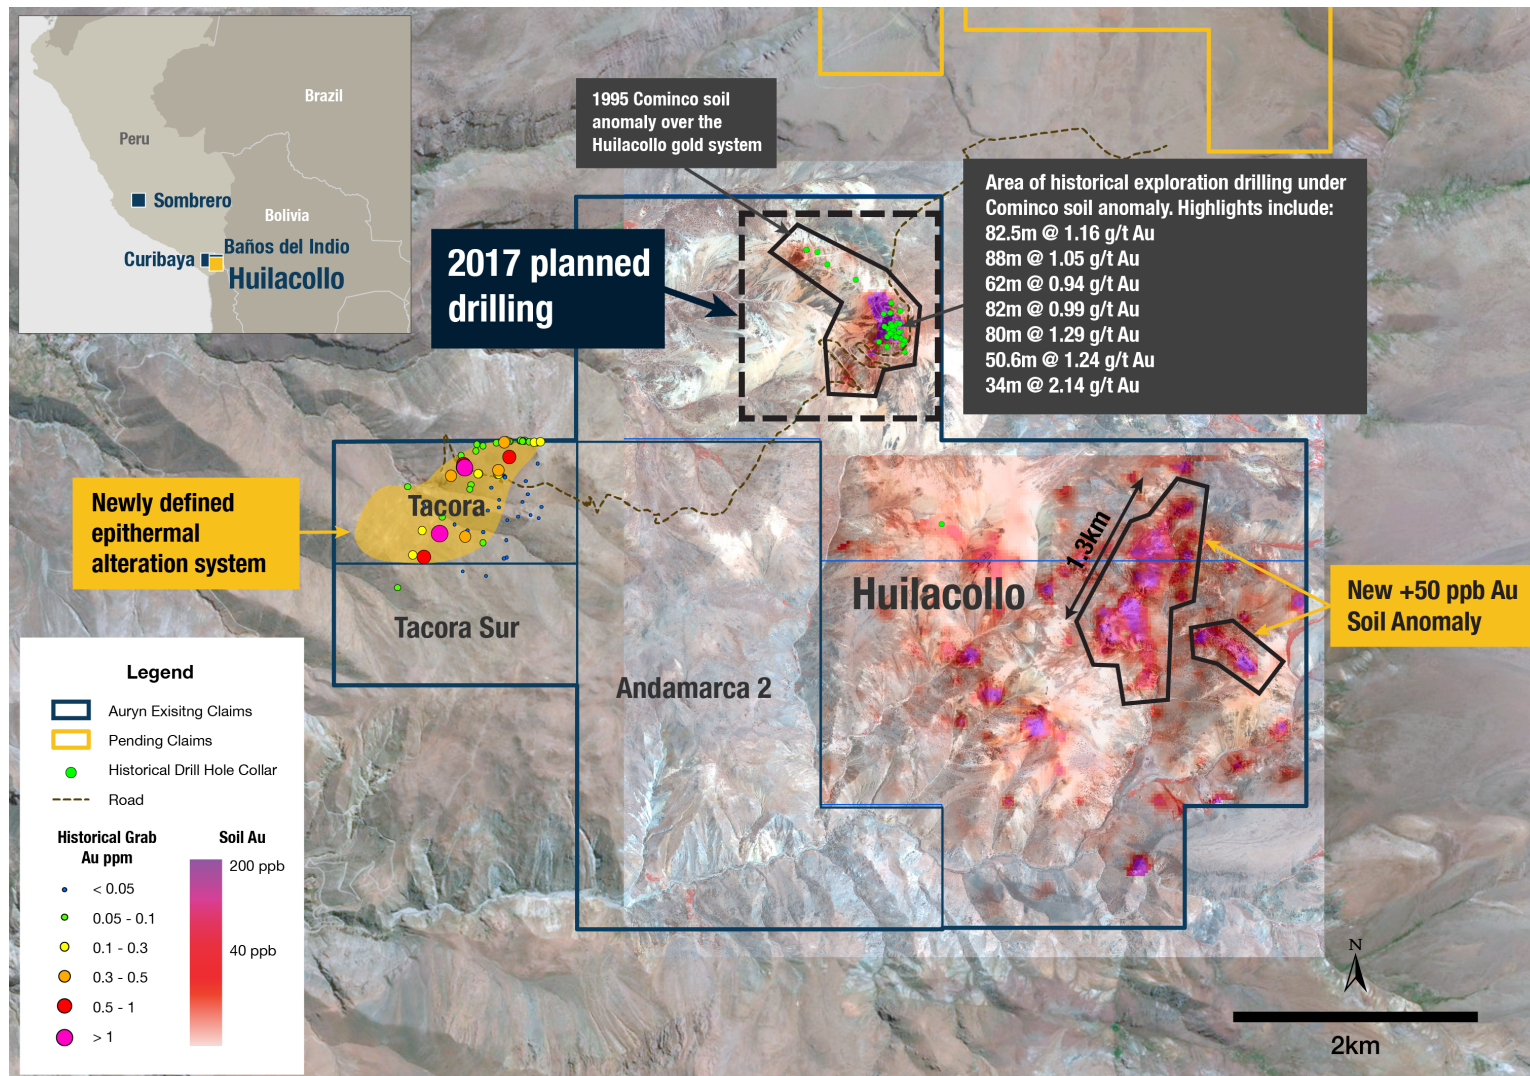 Brazil
Peru
Sombrero
Bolivia
Baños del Indio
Curibaya
Huilacollo
1995 Cominco soil
anomaly over the
Huilacollo gold system
2017 planned
drilling
Area of historical exploration drilling under
Cominco soil anomaly. Highlights include:
82.5m @ 1.16 g/t Au
88m @ 1.05 g/t Au
62m @ 0.94 g/t Au
82m @ 0.99 g/t Au
80m @ 1.29 g/t Au
50.6m @ 1.24 g/t Au
34m @ 2.14 g/t Au
Newly defined
epithermal
alteration system
Tacora
Tacora Sur
Andamarca 2
Huilacollo
1.3km
New +50 ppb Au
Soil Anomaly
Legend
Auryn Exisitng Claims
Pending Claims
Historical Drill Hole Collar
Road
Historical Grab
Au ppm
< 0.05
0.05 - 0.1
0.1 - 0.3
0.3 - 0.5
0.5 - 1
> 1
Soil Au
200 ppb
40 ppb
N
2km